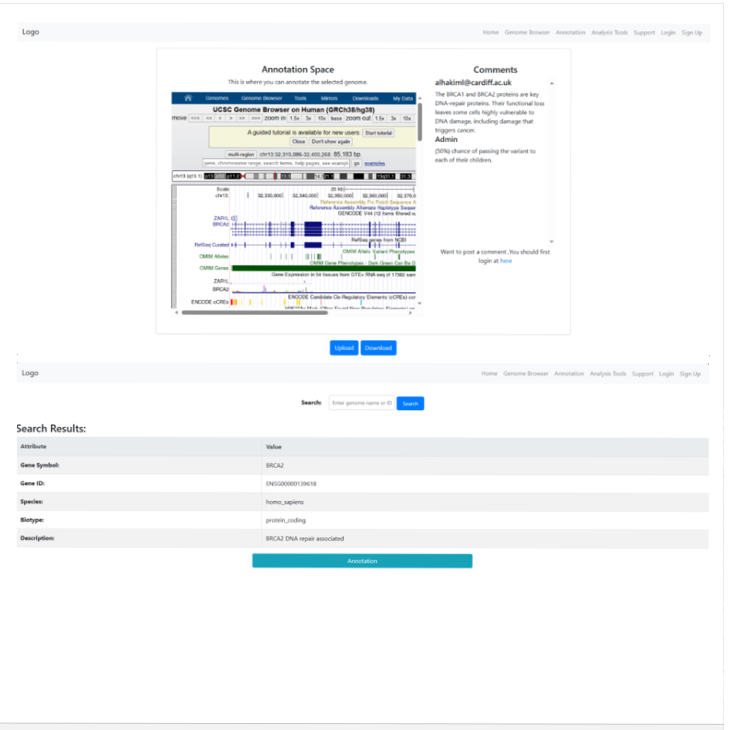 Logo
Home Genome Browser Annotation Analysis Tools Support Login Sign Up
Annotation Space
This is where you can annotate the selected genome.
Genomes Genome Browser Tools Mirrors Downloads My Data
UCSC Genome Browser on Human (GRCh38/hg38)
move <<< << < > >> >>> zoom in 1.5x 3x 10x base zoom out 1.5x 3x 10x
A guided tutorial is available for new users: Start tutorial
Close Don't show again
multi-region chr13:32,315,086-32,400,268 85,183 bp.
gene, chromosome range, search terms, help pages, see exampl go examples
Scale
20 kb
chr13:
32,330,000 32,340,000 32,350,000 32,360,000 32,370,0
Reference Assembly Fix Patch Sequence A
Reference Assembly Alternate Haplotype Sequer
GENCODE V44 (12 items filtered o
ZAR1L
BRCA2
RefSeq genes from NCBI
RefSeq Curated
OMIM Allelic Variant Phenotypes
OMIM Alleles
OMIM Gene Phenotypes - Dark Green Can Be D
OMIM Genes
Gene Expression in 54 tissues from GTEx RNA-seq of 17382 sam
ZAR1L
BRCA2
ENCODE Candidate Cis-Regulatory Elements (cCREs) cor
ENCODE cCREs
Comments
alhakiml@cardiff.ac.uk
The BRCA1 and BRCA2 proteins are key
DNA-repair proteins. Their functional loss
leaves some cells highly vulnerable to
DNA damage, including damage that
triggers cancer.
Admin
(50%) chance of passing the variant to
each of their children.
Want to post a comment ,You should first
login at here
Upload Download
Logo
Home Genome Browser Annotation Analysis Tools Support Login Sign Up
Search: Enter genome name or ID Search
Search Results:
Attribute Value
Gene Symbol: BRCA2
Gene ID: ENSG00000139618
Species: homo_sapiens
Biotype: protein_coding
Description: BRCA2 DNA repair associated
Annotation